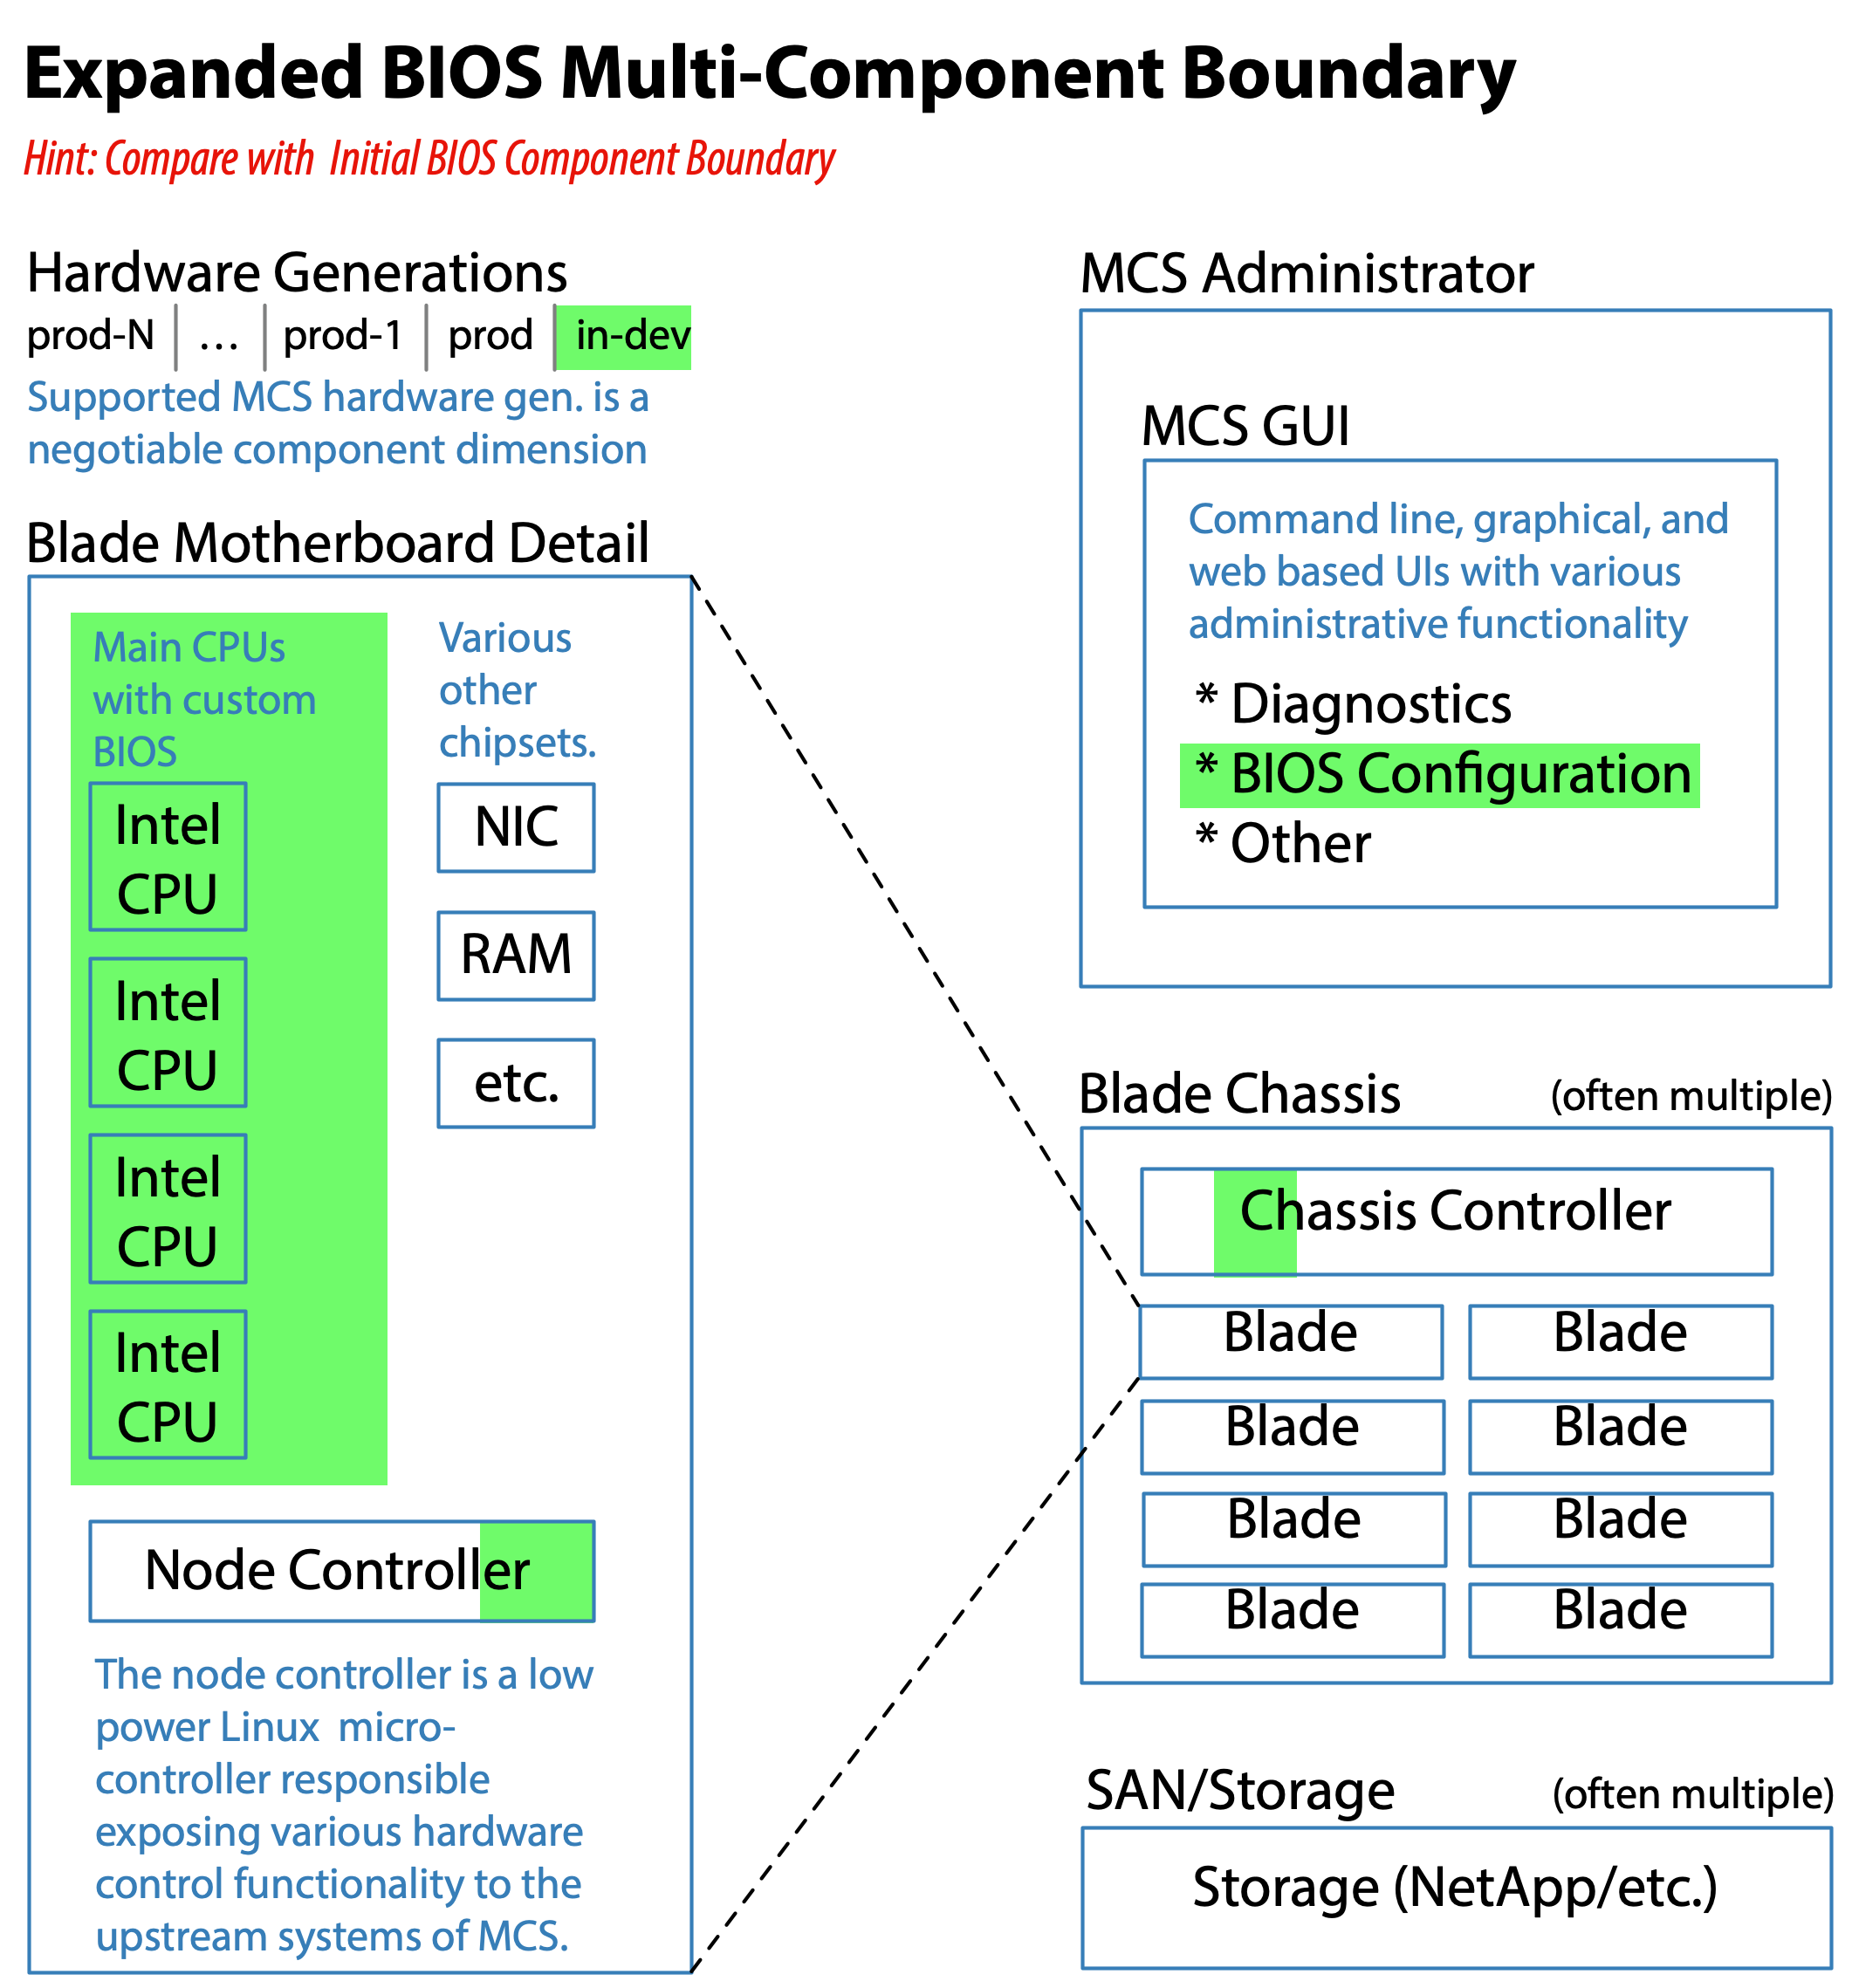 Expanded BIOS Multi-Component Boundary
Hint: Compare with Initial BIOS Component Boundary
Hardware Generations
prod-N
...
prod-1
prod
in-dev
Supported MCS hardware gen. is a
negotiable component dimension
Blade Motherboard Detail
Main CPUs
with custom
BIOS
Intel
CPU
Intel
CPU
Intel
CPU
Intel
CPU
Various
other
chipsets.
NIC
RAM
etc.
Node Controller
The node controller is a low
power Linux micro-
controller responsible
exposing various hardware
control functionality to the
upstream systems of MCS.
MCS Administrator
MCS GUI
Command line, graphical, and
web based UIs with various
administrative functionality
* Diagnostics
* BIOS Configuration
* Other
Blade Chassis
(often multiple)
Chassis Controller
Blade
Blade
Blade
Blade
Blade
Blade
Blade
Blade
SAN/Storage
(often multiple)
Storage (NetApp/etc.)